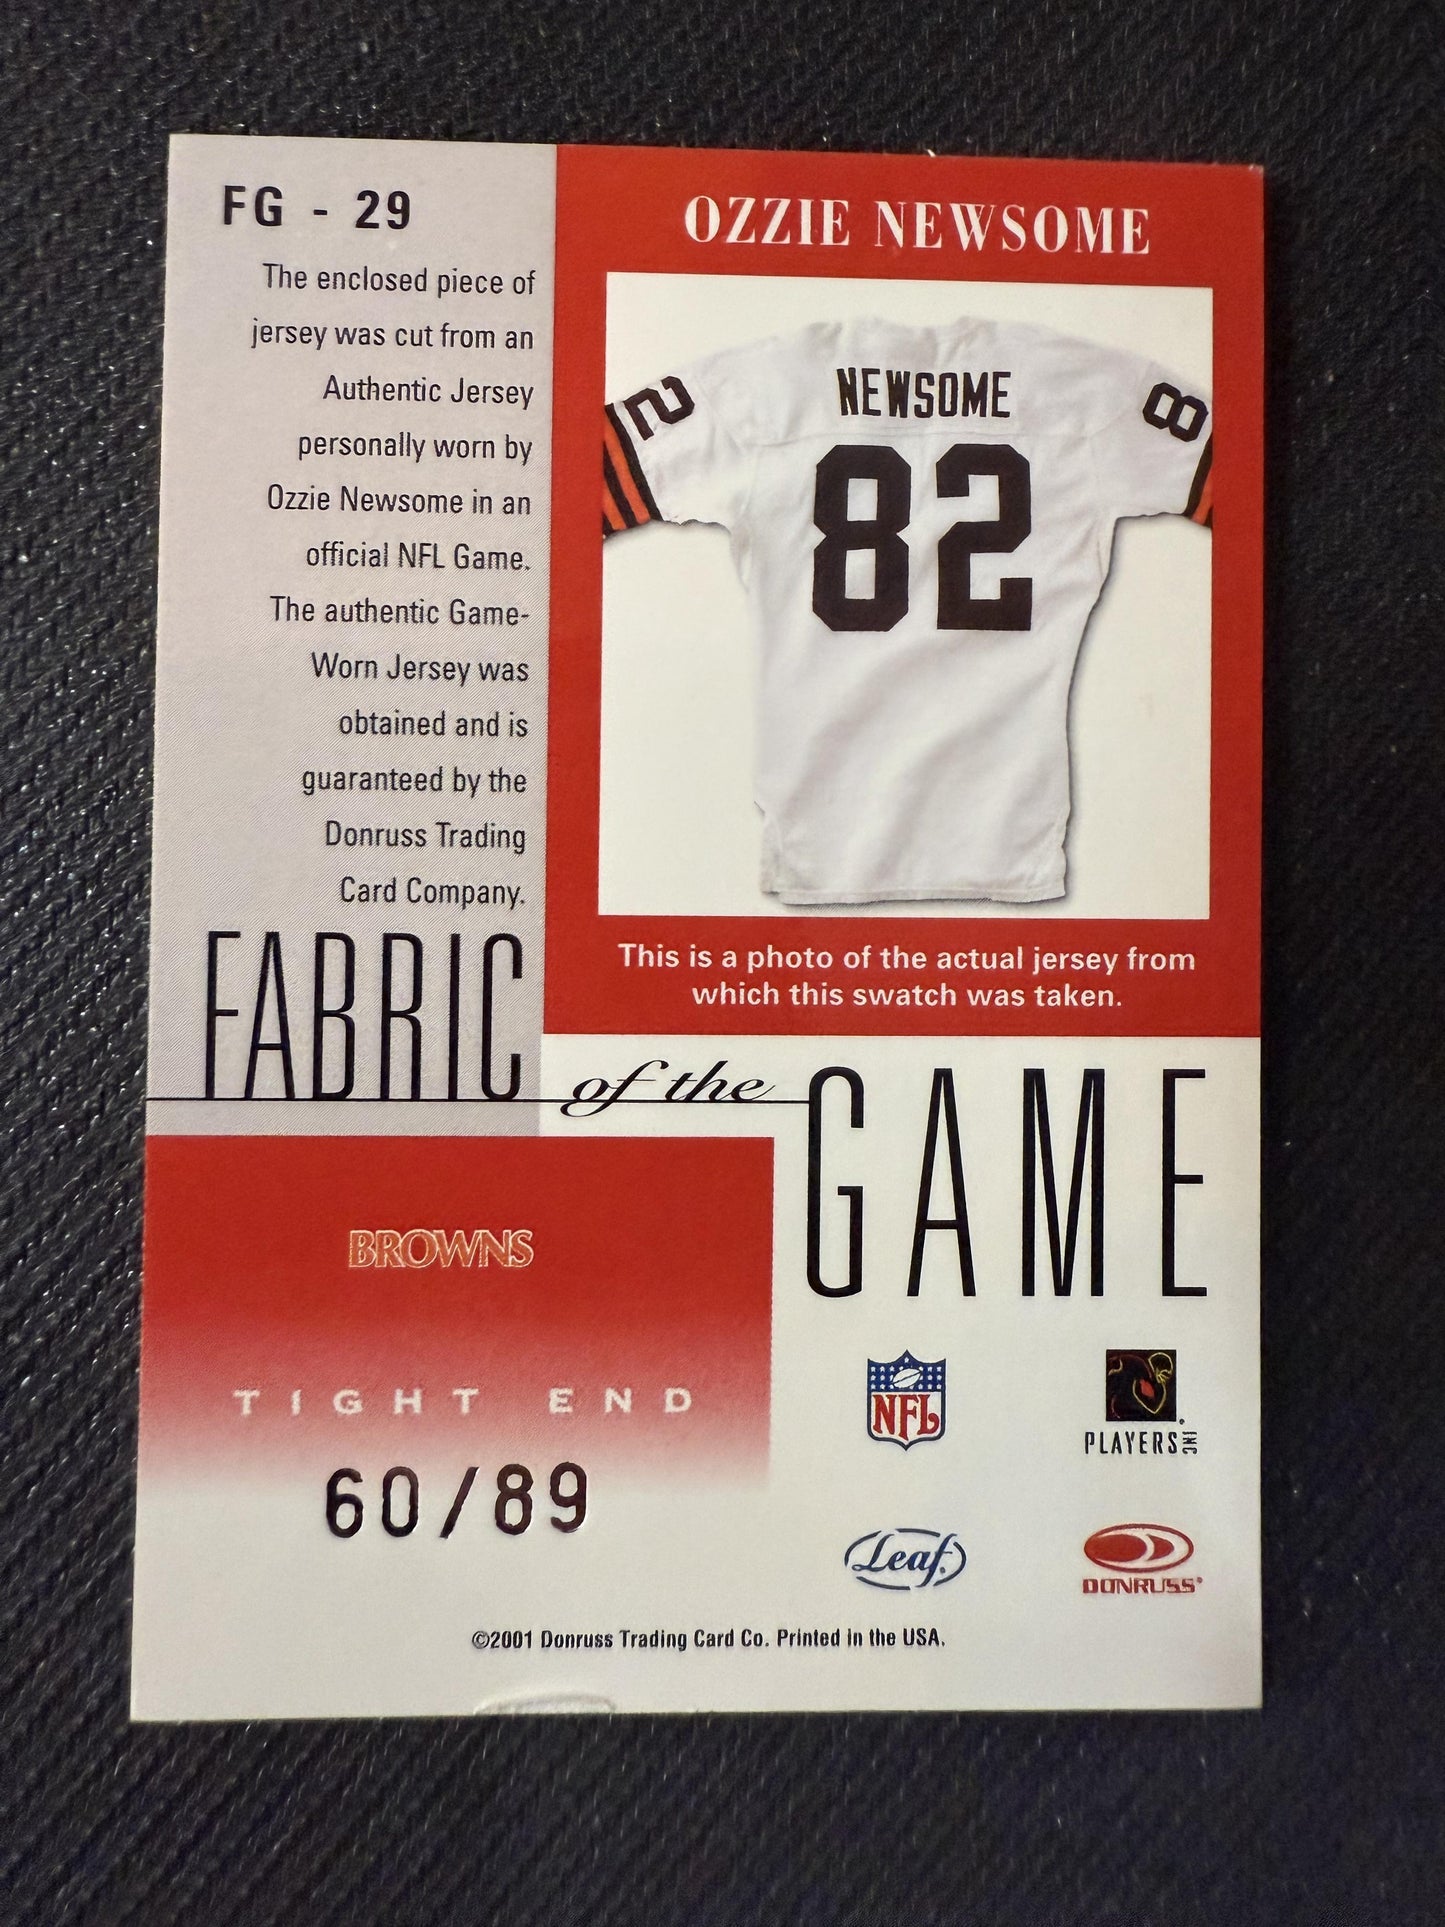 FG - 29
The enclosed piece of
jersey was cut from an
Authentic Jersey
personally worn by
Ozzie Newsome in an
official NFL Game.
The authentic Game-
Worn Jersey was
obtained and is
guaranteed by the
Donruss Trading
Card Company.
OZZIE NEWSOME
NEWSOME
82
82
82
This is a photo of the actual jersey from
which this swatch was taken.
FABRIC of the GAME
BROWNS
TIGHT END
60/89
NFL
PLAYERS INC
Leaf
DONRUSS
©2001 Donruss Trading Card Co. Printed in the USA.